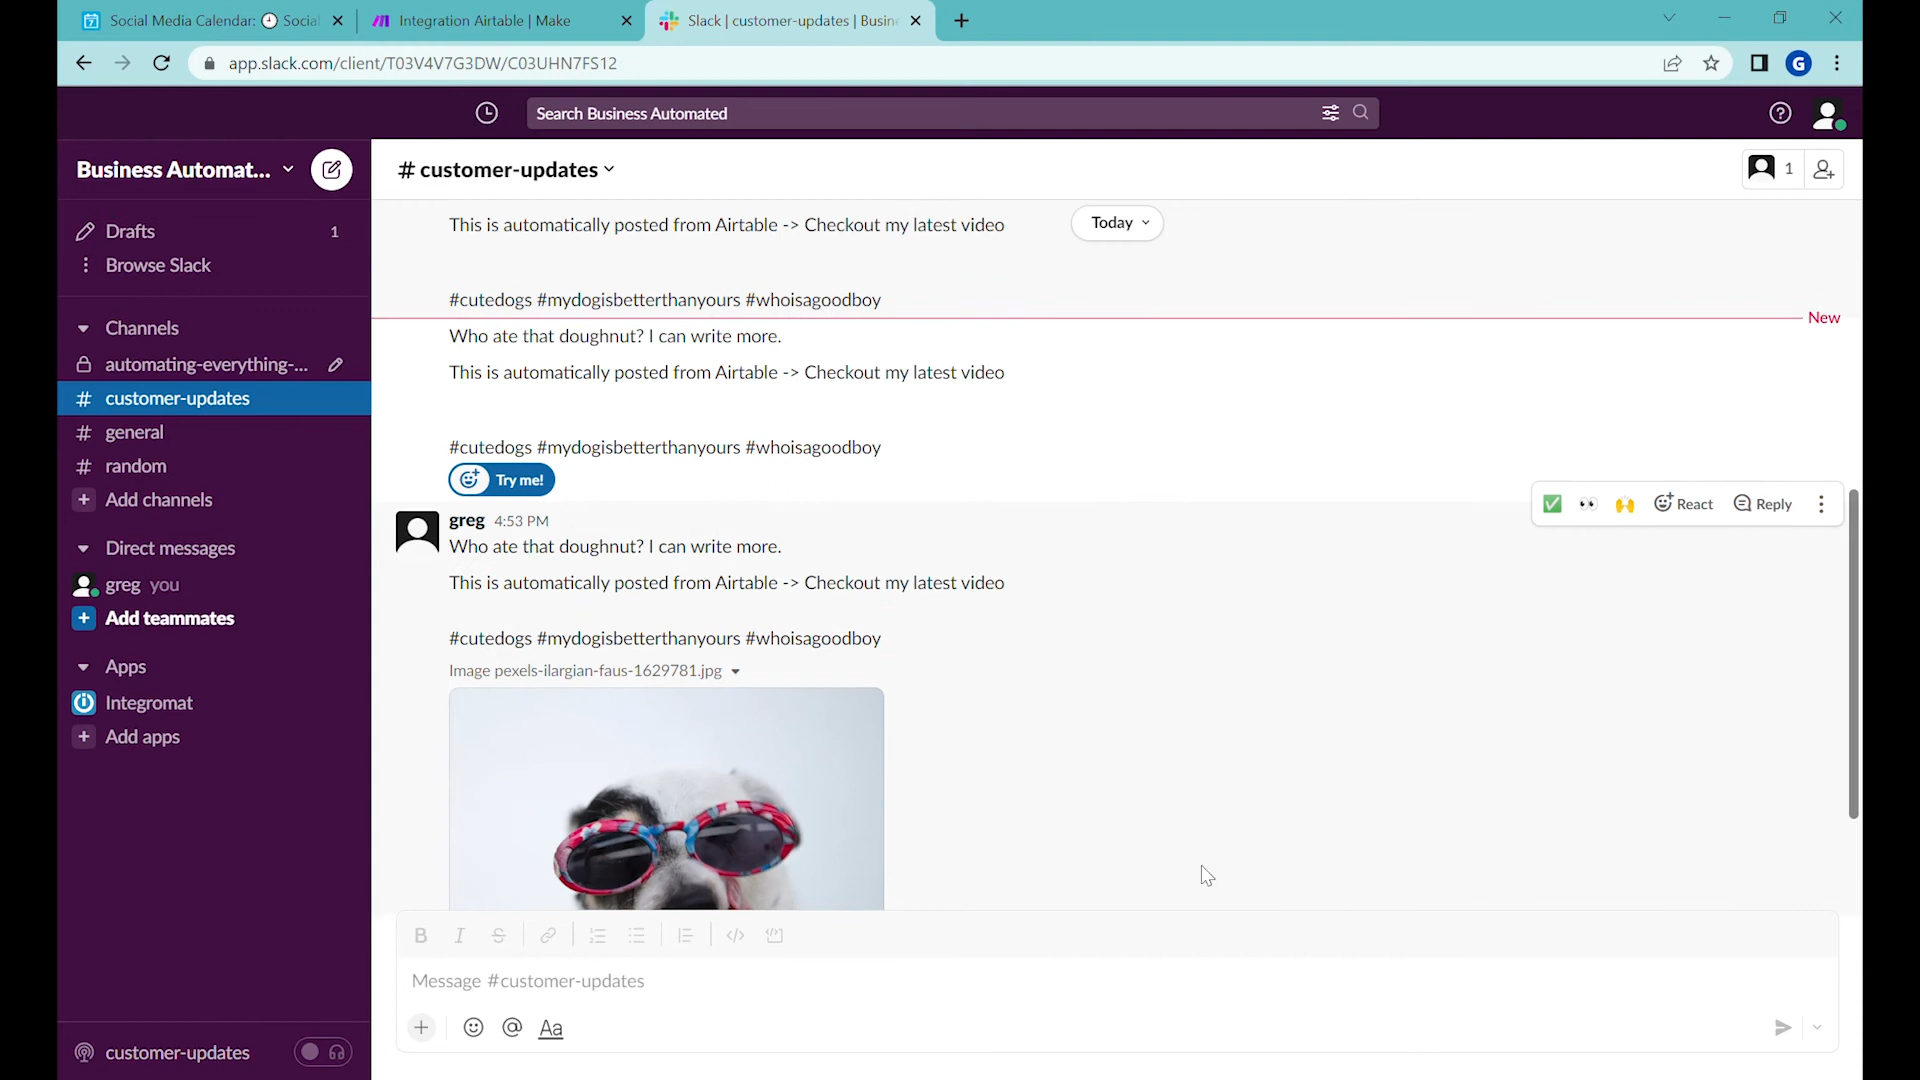 Social Media Calendar: Social
Integration Airtable | Make
Slack | customer-updates | Busine
app.slack.com/client/T03V4V7G3DW/C03UHN7FS12
G
Search Business Automated
Business Automat...
Drafts 1
Browse Slack
Channels
automating-everything-...
# customer-updates
# general
# random
Add channels
Direct messages
greg you
Add teammates
Apps
Integromat
Add apps
customer-updates
# customer-updates
1
Today
This is automatically posted from Airtable -> Checkout my latest video
#cutedogs #mydogisbetterthanyours #whoisagoodboy
New
Who ate that doughnut? I can write more.
This is automatically posted from Airtable -> Checkout my latest video
#cutedogs #mydogisbetterthanyours #whoisagoodboy
Try me!
React Reply
greg 4:53 PM
Who ate that doughnut? I can write more.
This is automatically posted from Airtable -> Checkout my latest video
#cutedogs #mydogisbetterthanyours #whoisagoodboy
Image pexels-ilargian-faus-1629781.jpg
B I S
Message #customer-updates
@ Aa